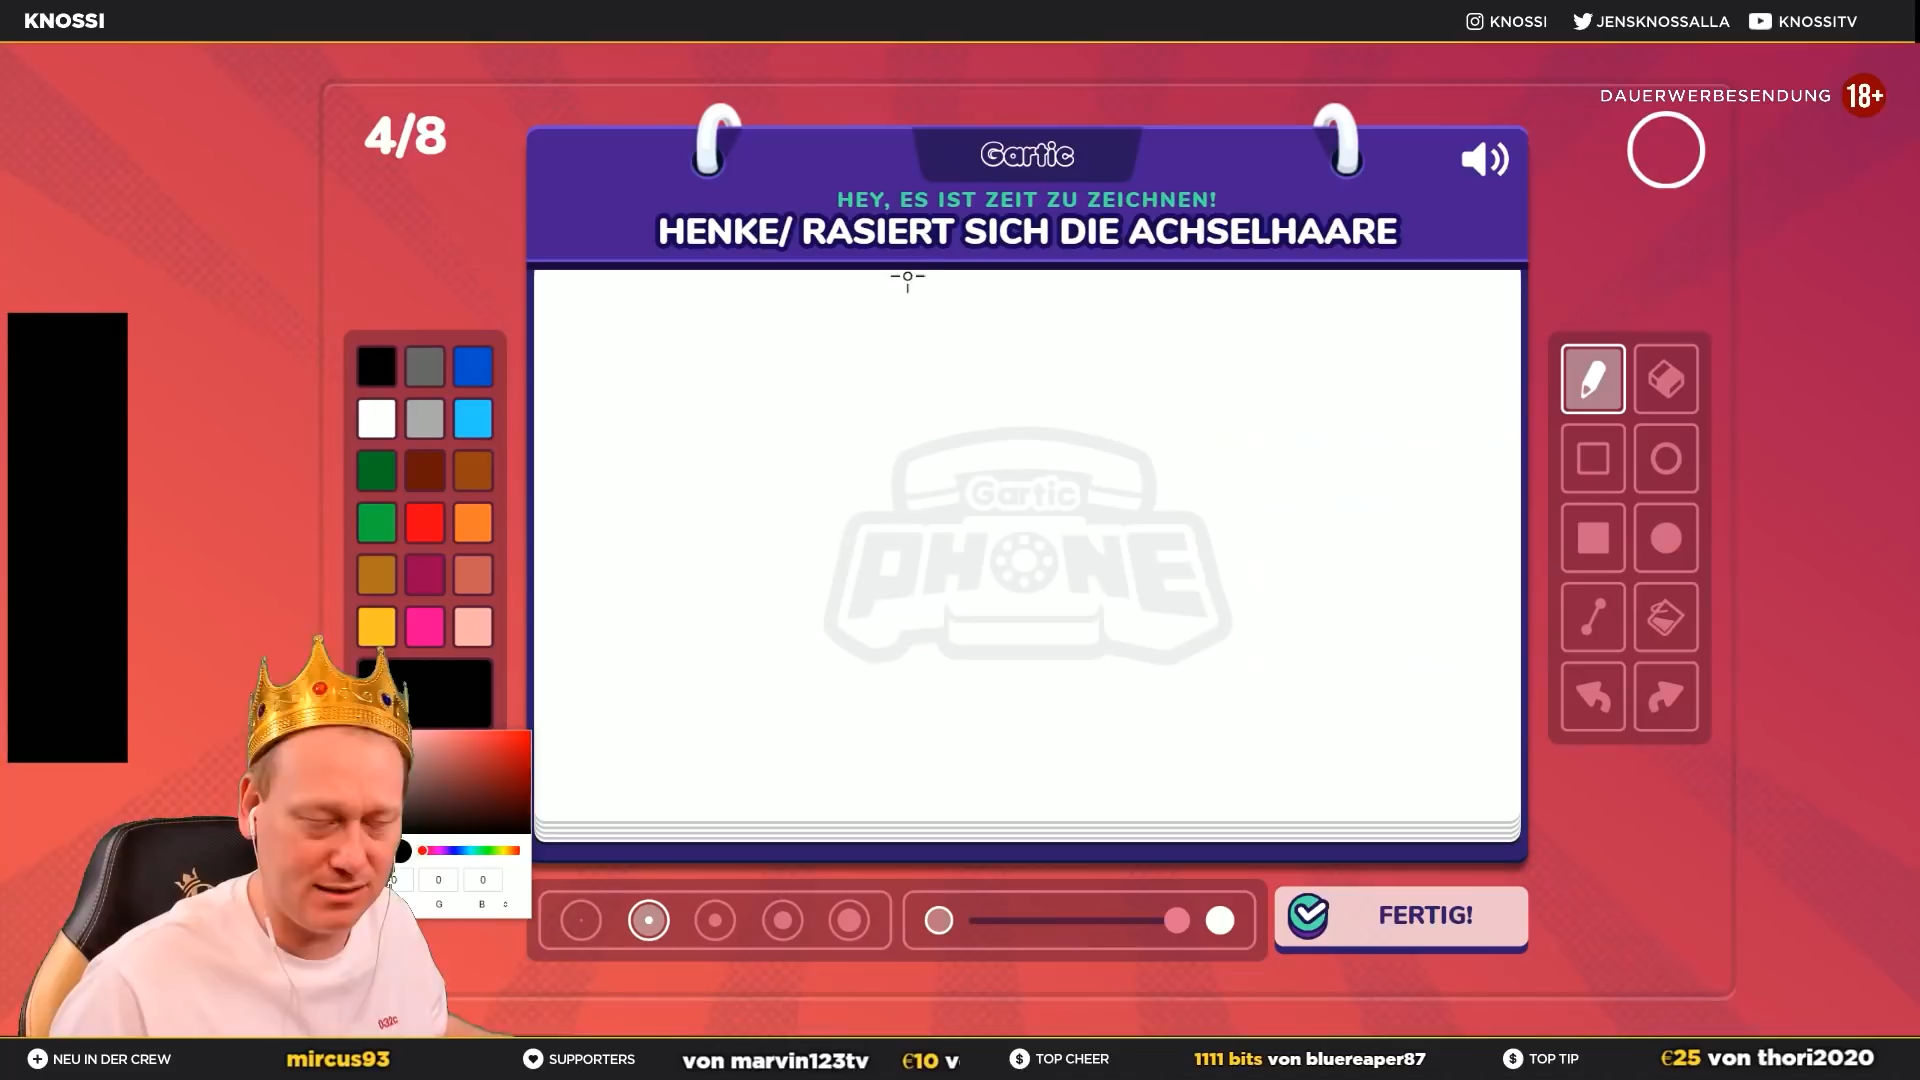 KNOSSI
KNOSSI
JENSKNOSSALLA
KNOSSITV
DAUERWERBESENDUNG 18+
4/8
Gartic
HEY, ES IST ZEIT ZU ZEICHNEN!
HENKE/ RASIERT SICH DIE ACHSELHAARE
Gartic
PHONE
0
0
0
G
B
FERTIG!
032c
NEU IN DER CREW
mircus93
SUPPORTERS
von marvin123tv
€10 v
TOP CHEER
1111 bits von bluereaper87
TOP TIP
€25 von thori2020